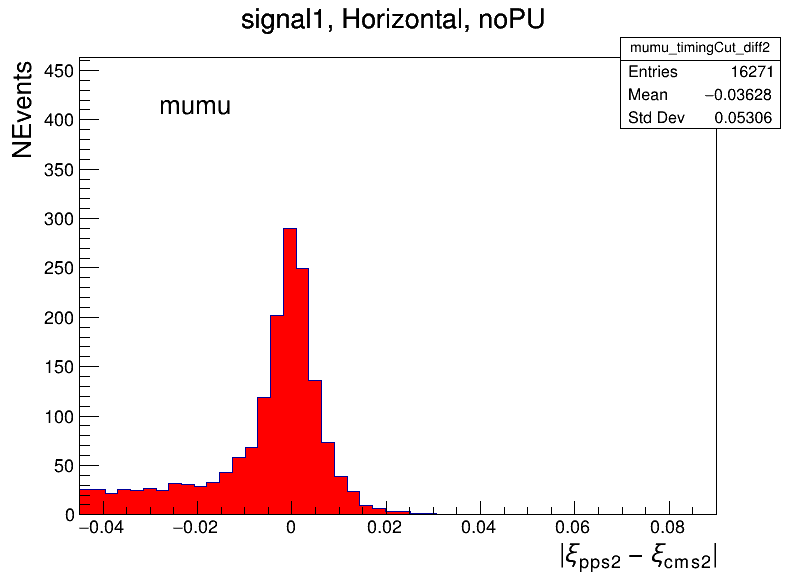 signal1, Horizontal, noPU
mumu_timingCut_diff2
Entries 16271
Mean −0.03628
Std Dev 0.05306
NEvents
mumu
450
400
350
300
250
200
150
100
50
0
−0.04 −0.02 0 0.02 0.04 0.06 0.08
|ξpps2 − ξcms2|